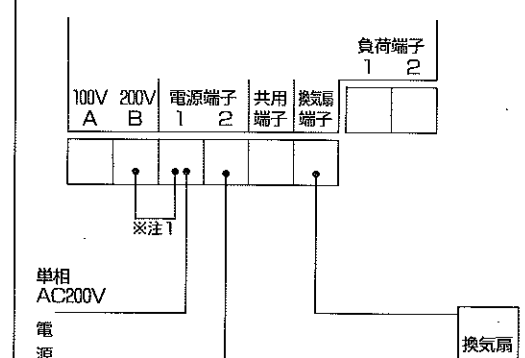 負荷端子
1 2
100V 200V 電源端子 共用 換気扇
A B 1 2 端子 端子
※注1
単相
AC200V
電
源
換気扇